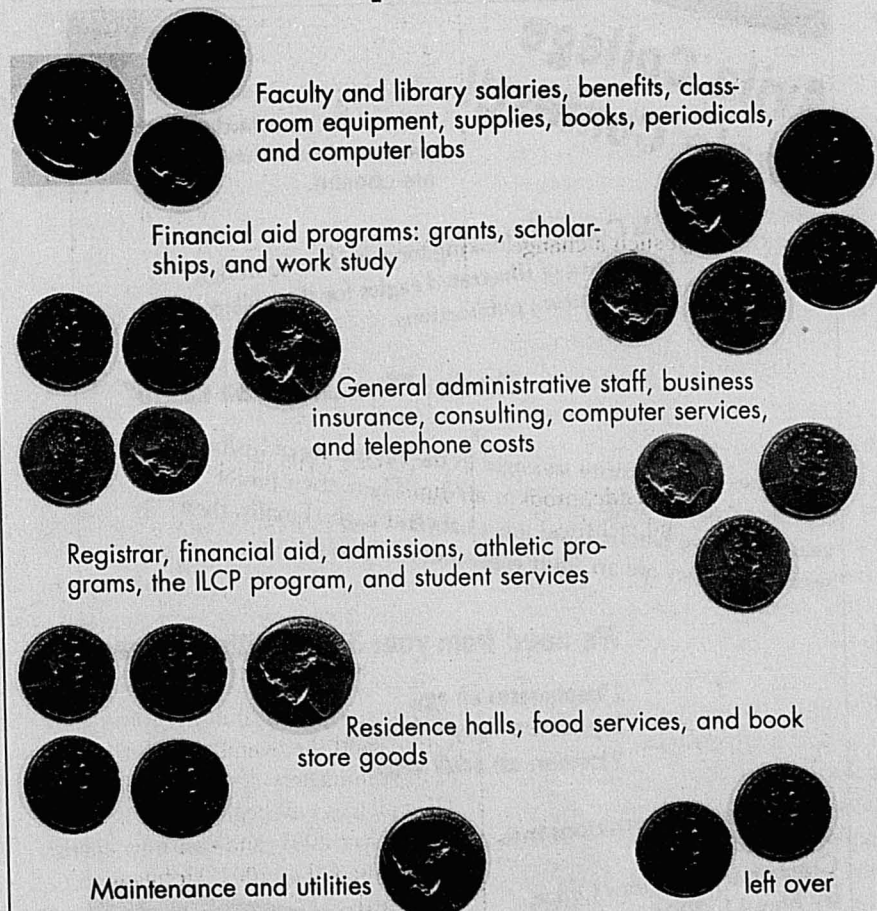 Faculty and library salaries, benefits, class-
room equipment, supplies, books, periodicals,
and computer labs
Financial aid programs: grants, scholar-
ships, and work study
General administrative staff, business
insurance, consulting, computer services,
and telephone costs
Registrar, financial aid, admissions, athletic pro-
grams, the ILCP program, and student services
Residence halls, food services, and book
store goods
Maintenance and utilities
left over